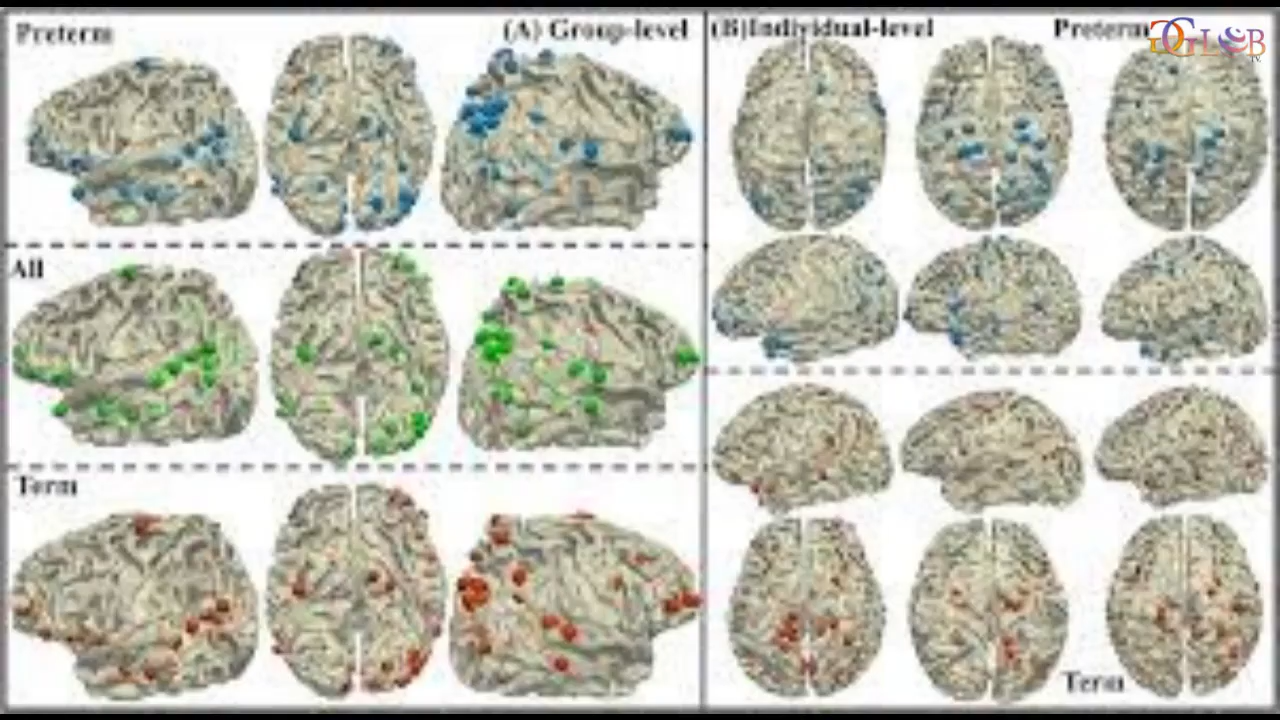 Preterm
(A) Group-level
(B)Individual-level
Preterm
All
Term
Term